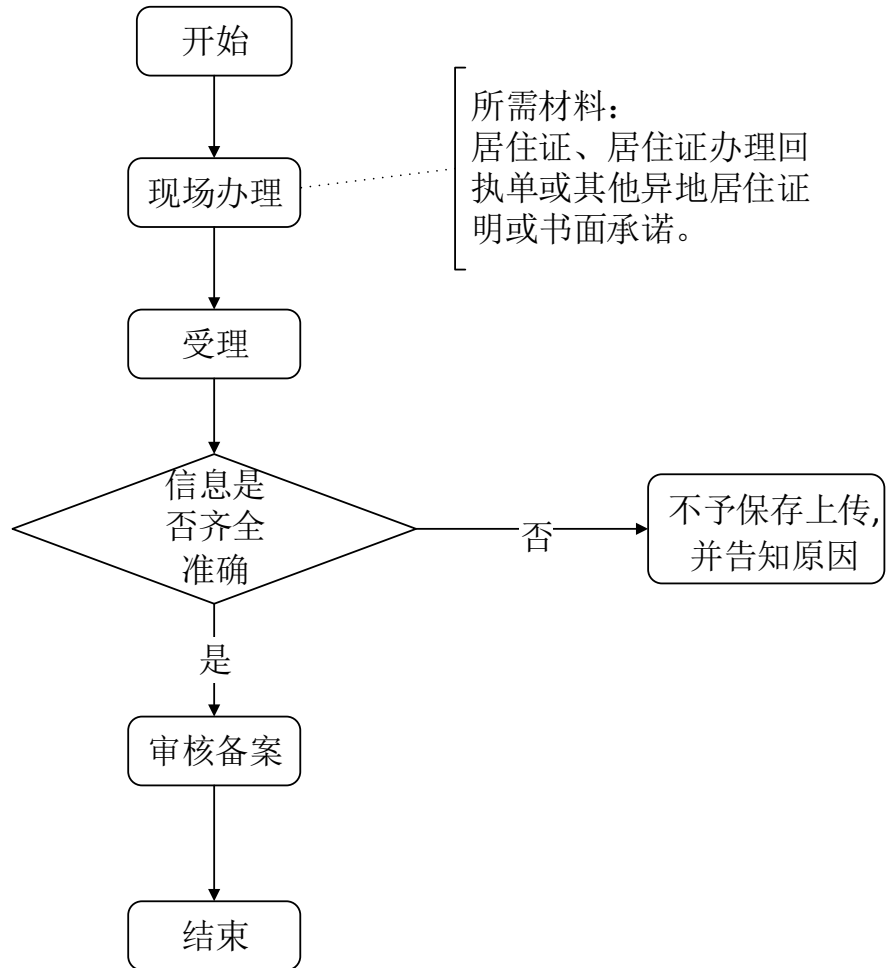 开始
所需材料：
居住证、居住证办理回
执单或其他异地居住证
明或书面承诺。
现场办理
受理
信息是
否齐全
准确
否
不予保存上传,
并告知原因
是
审核备案
结束